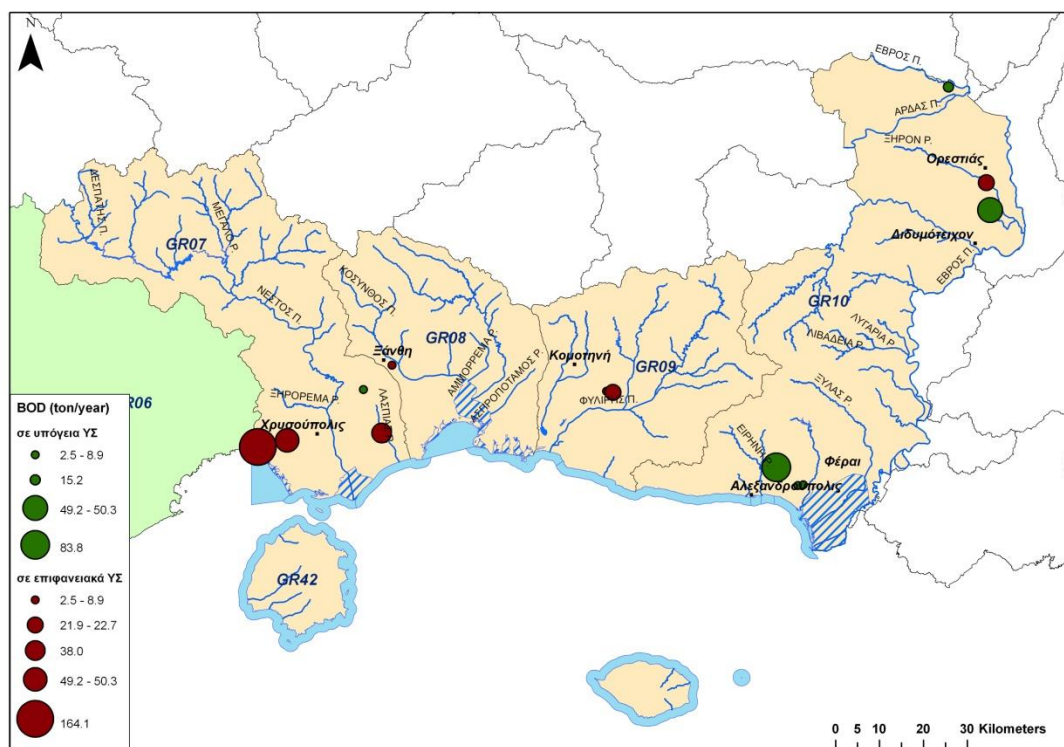 N
ΕΒΡΟΣ Π.
ΑΡΔΑΣ Π.
ΞΗΡΟΝ Ρ.
Ορεστιάς
Διδυμότειχον
ΕΒΡΟΣ Π.
ΔΕΣΠΑΤΗΣ Π.
ΜΕΓΑΛΟ Ρ.
GR07
ΝΕΣΤΟΣ Π.
ΚΟΣΥΝΘΟΣ Π.
GR08
Ξάνθη
ΑΜΜΟΡΡΕΜΑ Ρ.
ΑΣΠΡΟΠΟΤΑΜΟΣ Ρ.
Κομοτηνή
GR09
ΦΥΛΙΡΗΣ Π.
GR10
ΛΥΓΑΡΙΑ Ρ.
ΛΙΒΑΔΕΙΑ Ρ.
ΞΥΛΑΣ Ρ.
ΞΗΡΟΡΕΜΑ Ρ.
Χρυσούπολις
Φέραι
Αλεξανδρούπολις
R06
GR42
BOD (ton/year)
σε υπόγεια ΥΣ
2.5 - 8.9
15.2
49.2 - 50.3
83.8
σε επιφανειακά ΥΣ
2.5 - 8.9
21.9 - 22.7
38.0
49.2 - 50.3
164.1
0 5 10 20 30 Kilometers